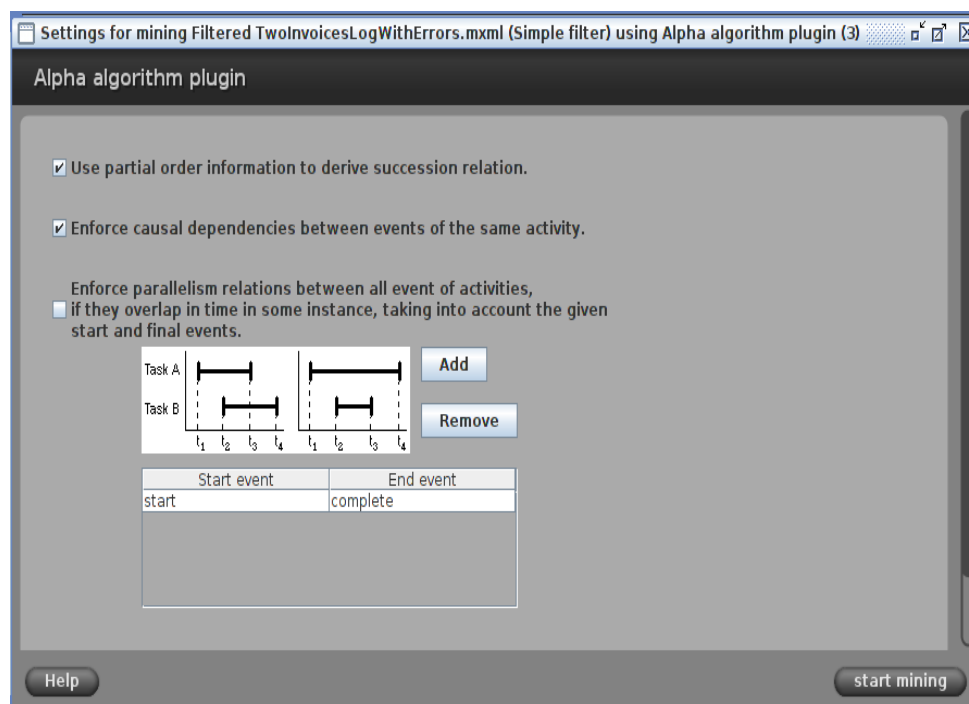 Settings for mining Filtered TwoInvoicesLogWithErrors.mxml (Simple filter) using Alpha algorithm plugin (3)
Alpha algorithm plugin
Use partial order information to derive succession relation.
Enforce causal dependencies between events of the same activity.
Enforce parallelism relations between all event of activities,
if they overlap in time in some instance, taking into account the given
start and final events.
Task A
Task B
t1 t2 t3 t4 t1 t2 t3 t4
Add
Remove
Start event End event
start complete
Help start mining